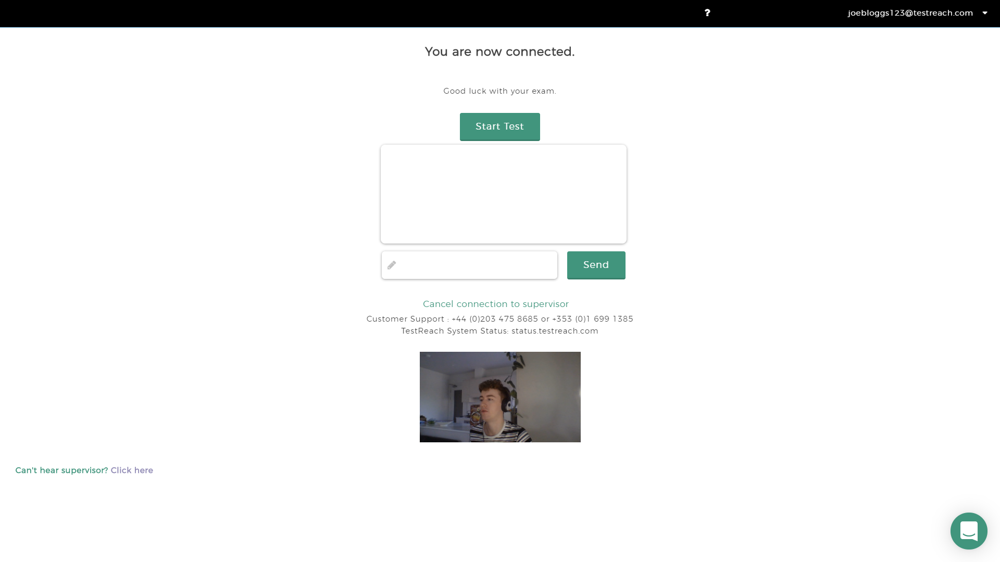 ?
joebloggs123@testreach.com
You are now connected.
Good luck with your exam.
Start Test
Send
Cancel connection to supervisor
Customer Support : +44 (0)203 475 8685 or +353 (0)1 699 1385
TestReach System Status: status.testreach.com
Can't hear supervisor? Click here